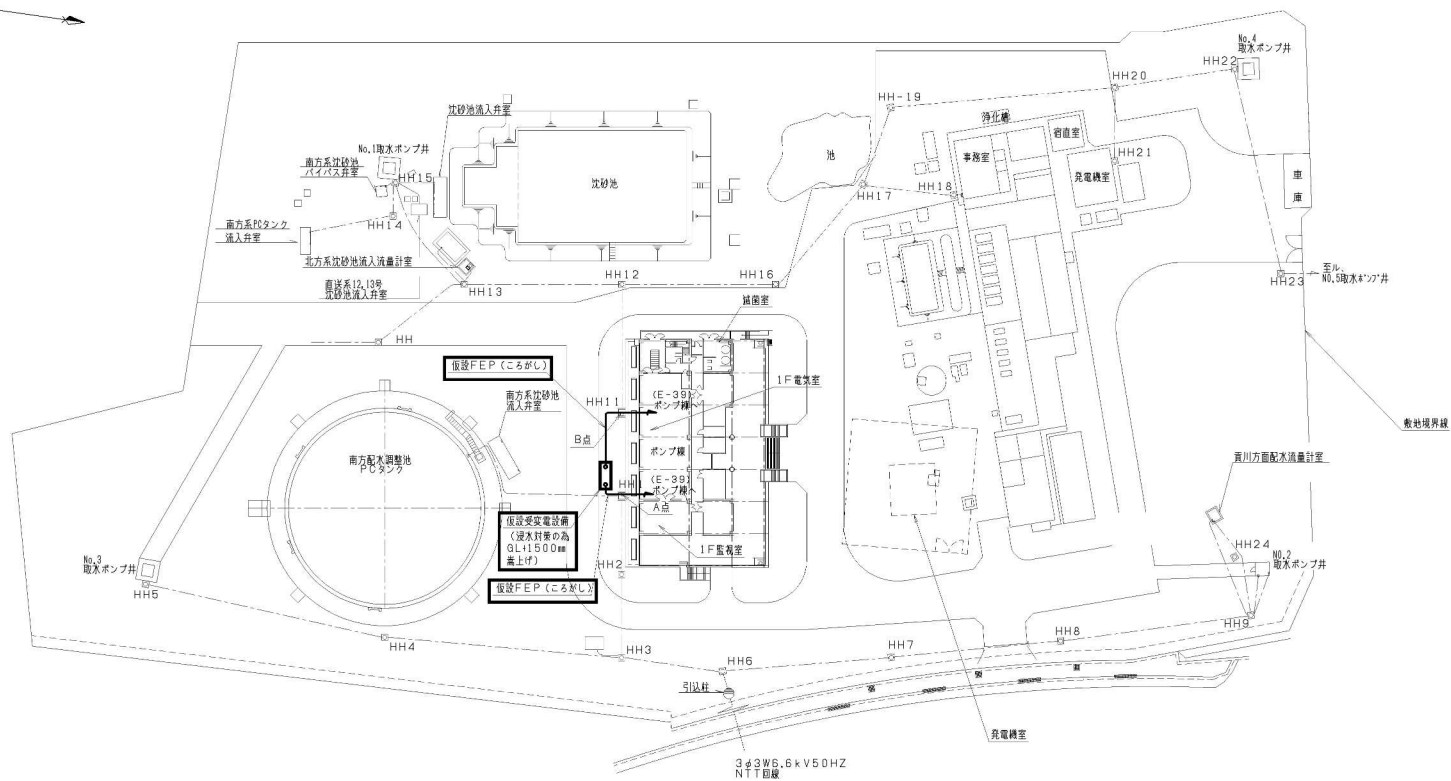 No.4
取水ポンプ井
HH22
HH20
HH-19
浄化槽
宿直室
事務室
発電機室
HH21
車
庫
沈砂池流入弁室
No.1取水ポンプ井
南方系沈砂池
バイパス弁室
HH15
沈砂池
池
HH17
HH18
南方系PCタンク
流入弁室
HH14
北方系沈砂池流入流量計室
直送系12,13号
沈砂池流入弁室
HH13
HH12
HH16
HH23
至ル、
NO.5取水ポンプ井
滅菌室
HH
仮設FEP(ころがし)
1F電気室
(E-39)
ポンプ棟へ
HH11
B点
南方系沈砂池
流入弁室
敷地境界線
南方配水調整池
PCタンク
ポンプ棟
(E-39)
ポンプ棟へ
HH1
A点
仮設受変電設備
(浸水対策の為
GL+1500㎜
嵩上げ)
1F監視室
HH2
仮設FEP(ころがし)
貢川方面配水流量計室
HH24
NO.2
取水ポンプ井
No.3
取水ポンプ井
HH5
HH4
HH3
HH6
HH7
HH8
HH9
引込柱
発電機室
3φ3W6.6kV50HZ
NTT回線